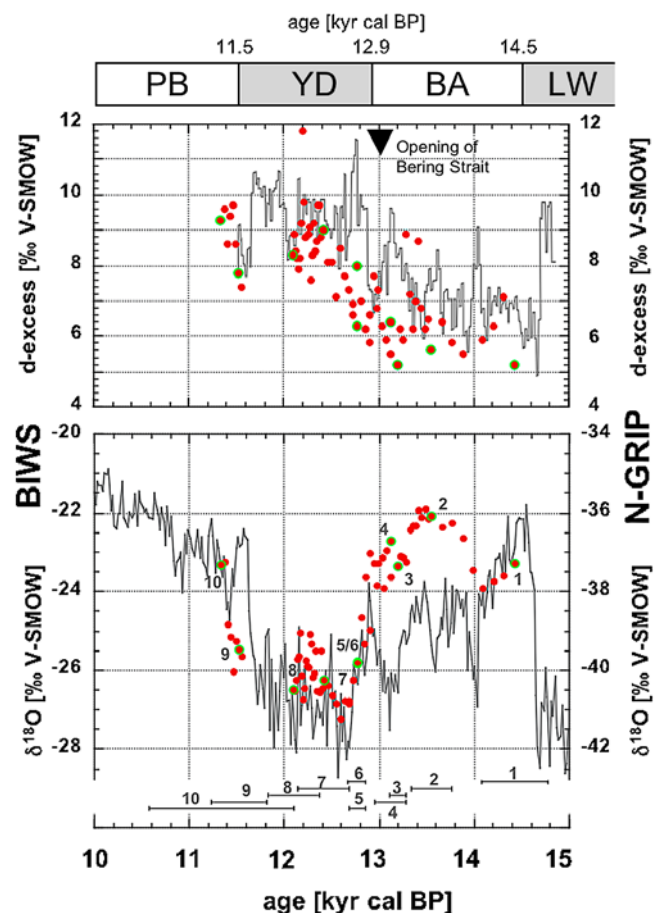 age [kyr cal BP]
11.5 12.9 14.5
PB YD BA LW
12 12
Opening of
Bering Strait
10 10
8 8
6 6
4 4
d-excess [‰ V-SMOW]
d-excess [‰ V-SMOW]
BIWS
N-GRIP
-20 -34
-22 -36
-24 -38
-26 -40
-28 -42
δ18O [‰ V-SMOW]
δ18O [‰ V-SMOW]
2
4
3
10 1
9 5/6
8 7
6 2 1
8 7 3
9 5
10 4
10 11 12 13 14 15
age [kyr cal BP]